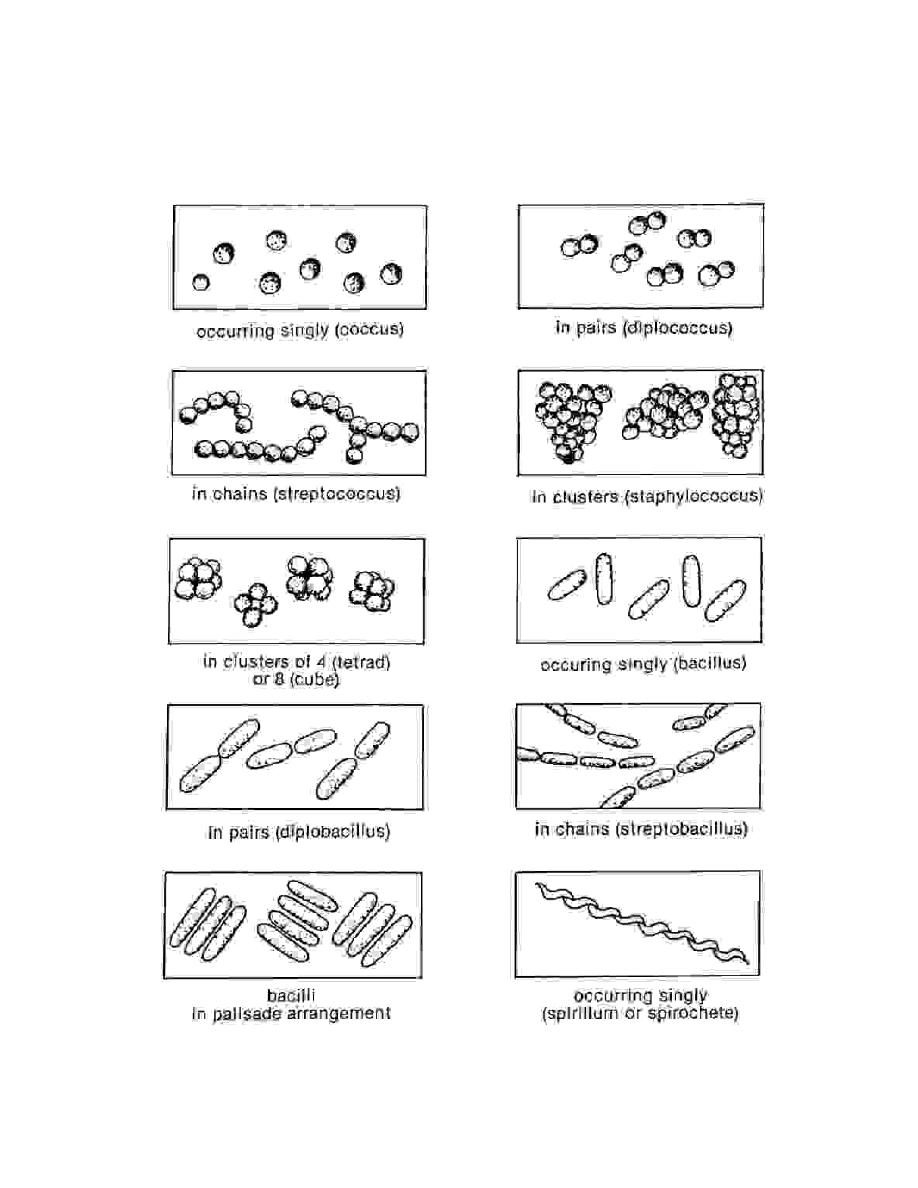 occurring singly (coccus)
in pairs (diplococcus)
in chains (streptococcus)
in clusters (staphylococcus)
in clusters of 4 (tetrad)
or 8 (cube)
occuring singly (bacillus)
in pairs (diplobacillus)
in chains (streptobacillus)
bacilli
in palisade arrangement
occurring singly
(spirillum or spirochete)